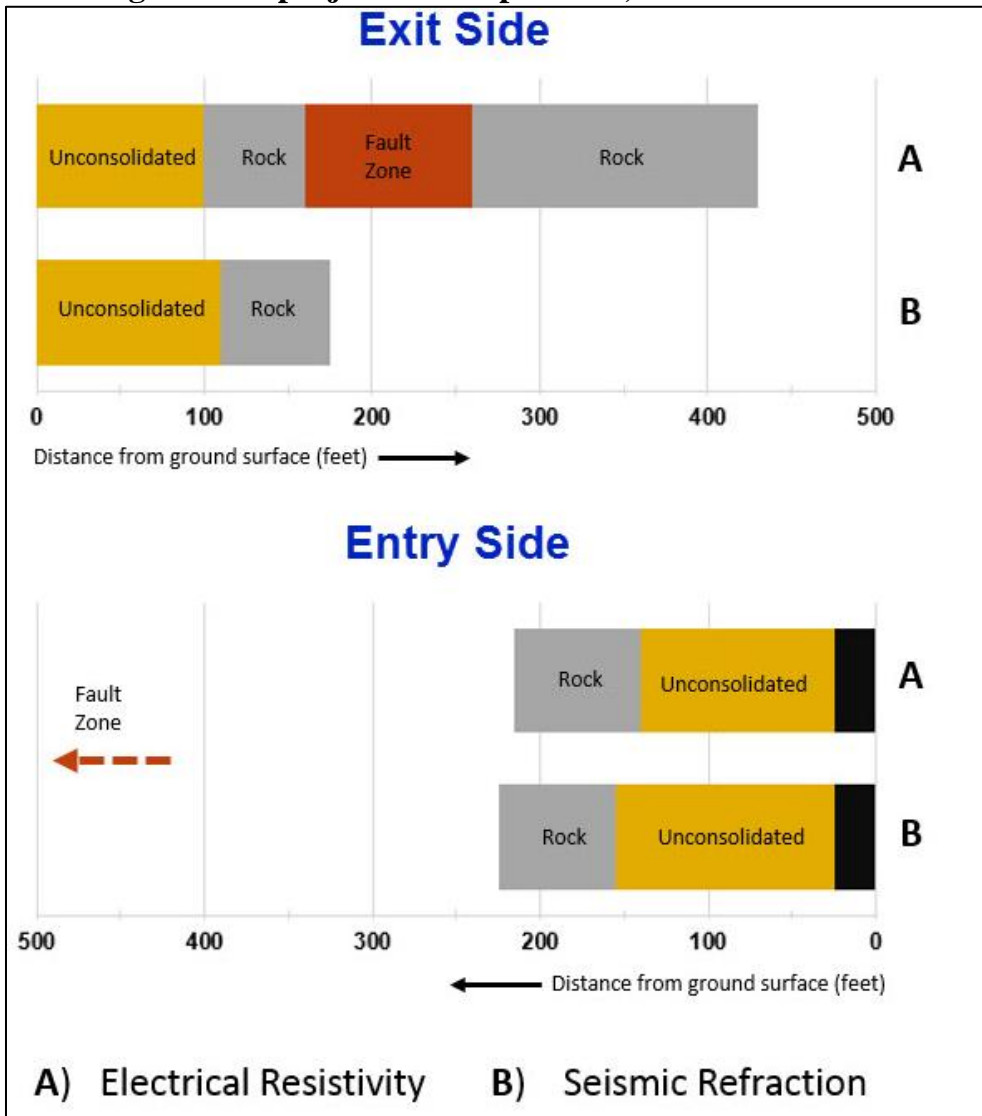 Exit Side
Unconsolidated
Rock
Fault
Zone
Rock
A
Unconsolidated
Rock
B
0 100 200 300 400 500
Distance from ground surface (feet)
Entry Side
Fault
Zone
Rock
Unconsolidated
A
Rock
Unconsolidated
B
500 400 300 200 100 0
Distance from ground surface (feet)
A) Electrical Resistivity B) Seismic Refraction